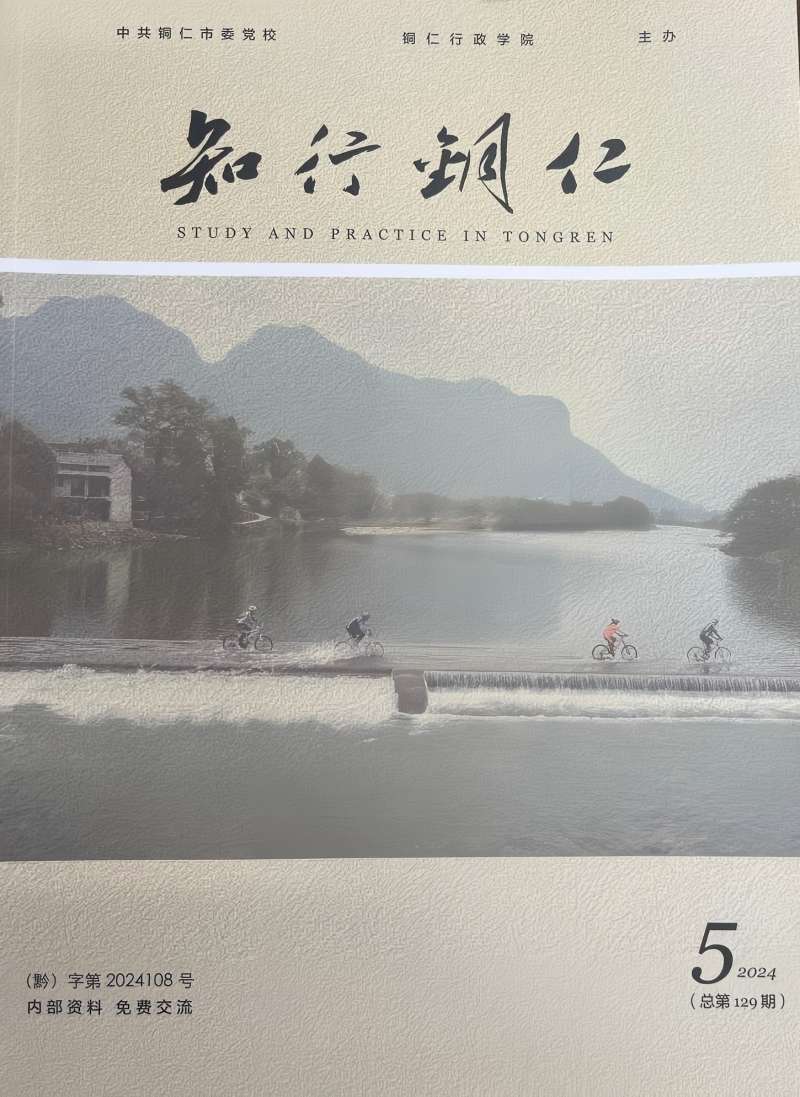 中共铜仁市委党校 铜仁行政学院 主办
知行銅仁
STUDY AND PRACTICE IN TONGREN
(黔) 字第 2024108 号
内部资料 免费交流
5 2024
(总第129期)